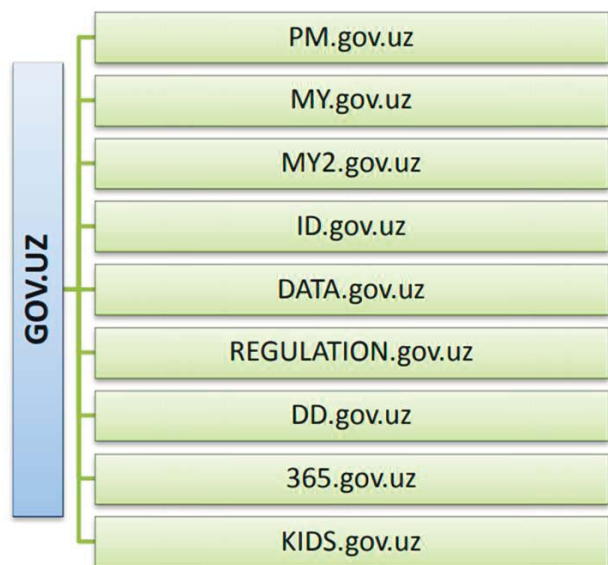 GOV.UZ
PM.gov.uz
MY.gov.uz
MY2.gov.uz
ID.gov.uz
DATA.gov.uz
REGULATION.gov.uz
DD.gov.uz
365.gov.uz
KIDS.gov.uz